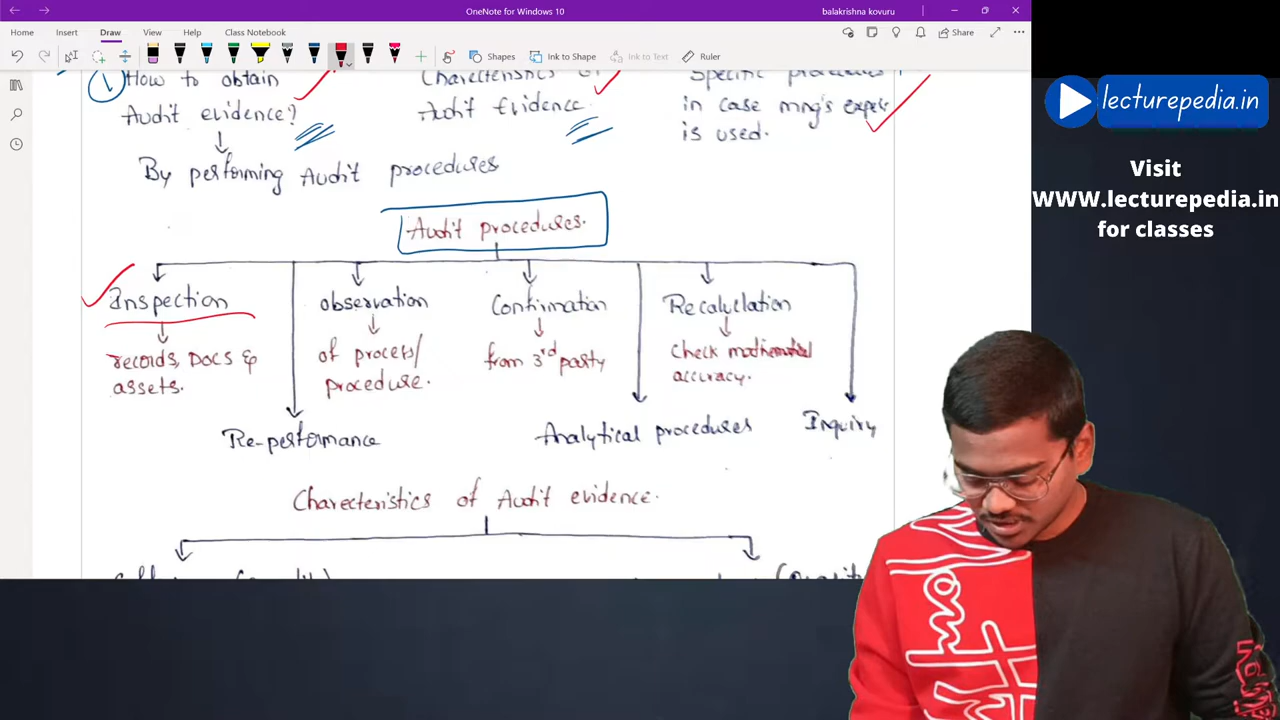 OneNote for Windows 10
balakrishna kovuru
Home
Insert
Draw
View
Help
Class Notebook
Share
Shapes
Ink to Shape
Ink to Text
Ruler
1
How to obtain
Audit evidence?
Charecteristics of
Audit Evidence
Specific procedures
in case mng's expert
is used.
By performing Audit procedures
Audit procedures.
Inspection
records, Docs &
assets.
observation
of process/
procedure.
Confirmation
from 3rd party
Recalyclation
Check mathematical
accuracy.
Re-performance
Analytical procedures
Inquiry
Charecteristics of Audit evidence.
lecturepedia.in
Visit
WWW.lecturepedia.in
for classes